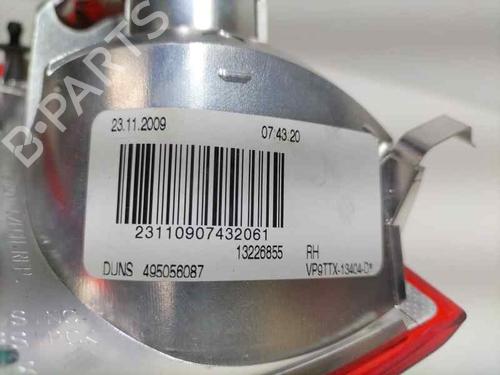 B-PARTS
23.11.2009 07:43:20
23110907432061
13226855 RH
DUNS 495056087 VP9TTX-13404-D*